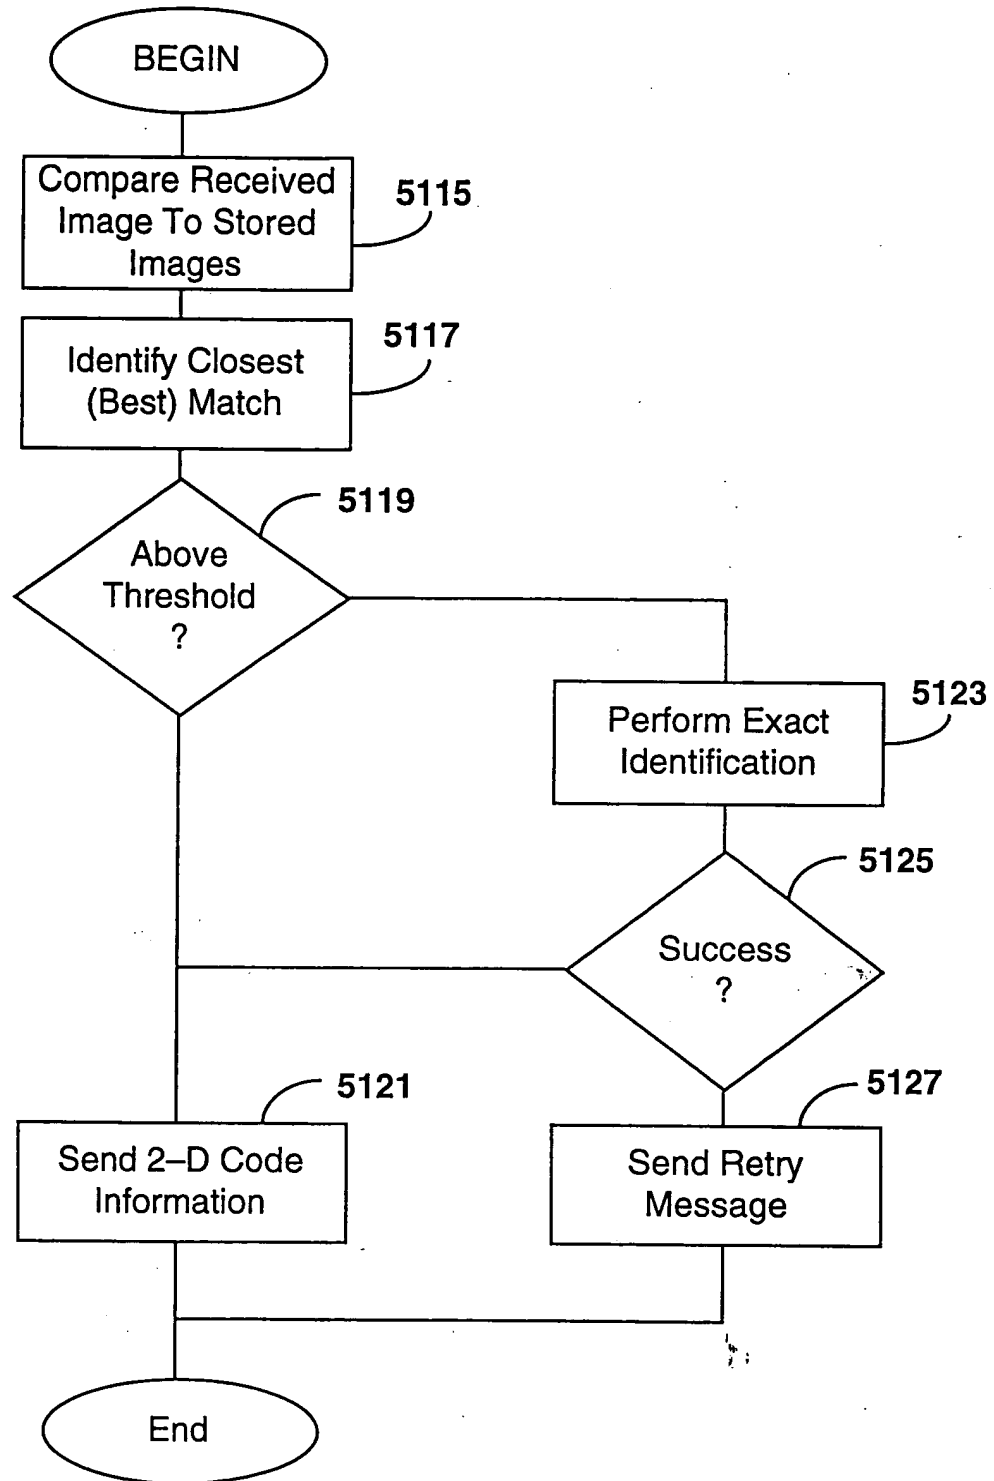 BEGIN
Compare Received
Image To Stored
Images
5115
Identify Closest
(Best) Match
5117
Above
Threshold
?
5119
Perform Exact
Identification
5123
Success
?
5125
Send 2–D Code
Information
5121
Send Retry
Message
5127
End